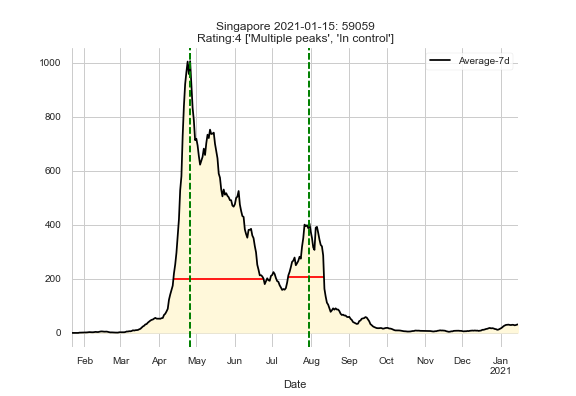 Singapore 2021-01-15: 59059
Rating:4 ['Multiple peaks', 'In control']
Average-7d
1000
800
600
400
200
0
Feb Mar Apr May Jun Jul Aug Sep Oct Nov Dec Jan
2021
Date